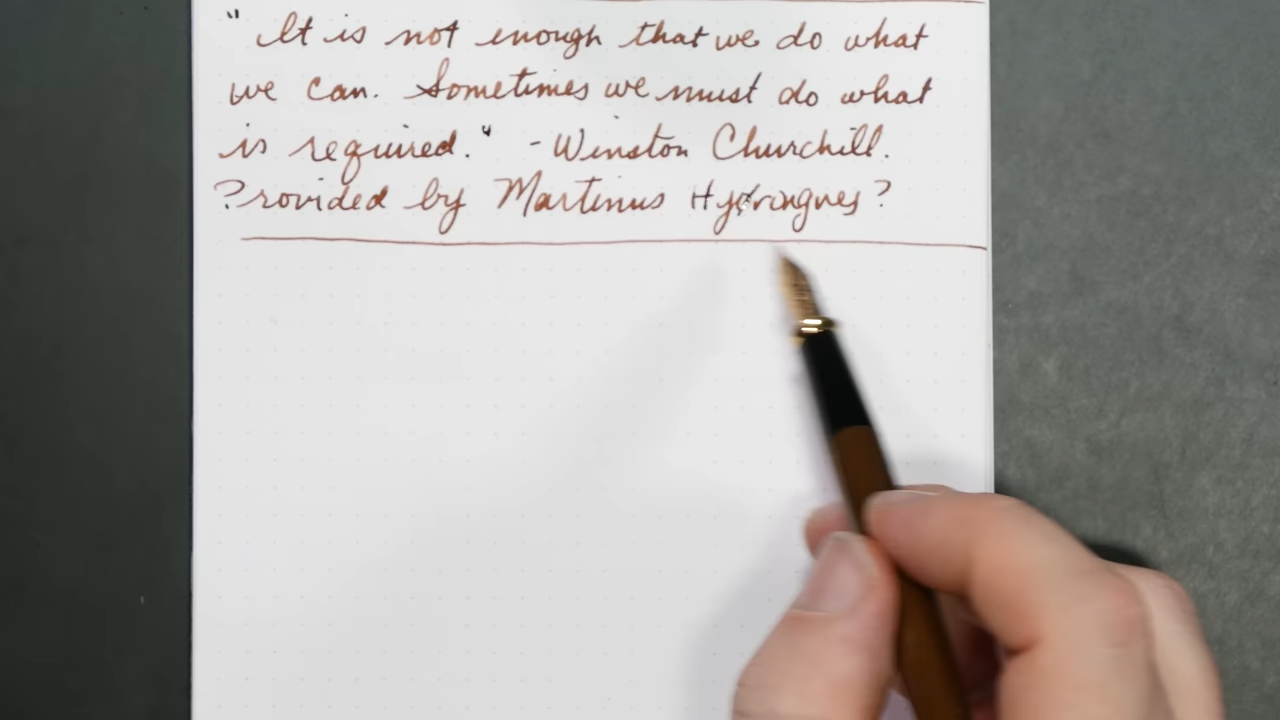 "It is not enough that we do what
we can. Sometimes we must do what
is required." - Winston Churchill.
?rovided by Martinus ?